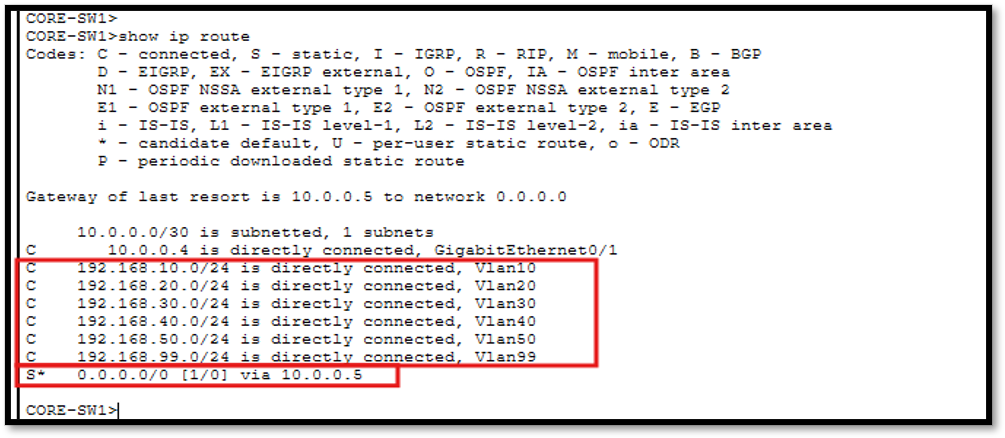 CORE-SW1>
CORE-SW1>show ip route
Codes: C - connected, S - static, I - IGRP, R - RIP, M - mobile, B - BGP
       D - EIGRP, EX - EIGRP external, O - OSPF, IA - OSPF inter area
       N1 - OSPF NSSA external type 1, N2 - OSPF NSSA external type 2
       E1 - OSPF external type 1, E2 - OSPF external type 2, E - EGP
       i - IS-IS, L1 - IS-IS level-1, L2 - IS-IS level-2, ia - IS-IS inter area
       * - candidate default, U - per-user static route, o - ODR
       P - periodic downloaded static route
Gateway of last resort is 10.0.0.5 to network 0.0.0.0
     10.0.0.0/30 is subnetted, 1 subnets
C       10.0.0.4 is directly connected, GigabitEthernet0/1
C    192.168.10.0/24 is directly connected, Vlan10
C    192.168.20.0/24 is directly connected, Vlan20
C    192.168.30.0/24 is directly connected, Vlan30
C    192.168.40.0/24 is directly connected, Vlan40
C    192.168.50.0/24 is directly connected, Vlan50
C    192.168.99.0/24 is directly connected, Vlan99
S*   0.0.0.0/0 [1/0] via 10.0.0.5
CORE-SW1>